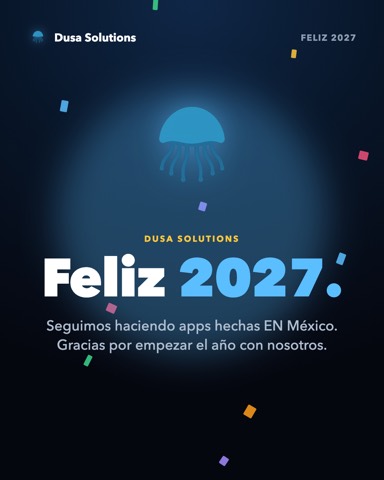 Dusa Solutions
FELIZ 2027
DUSA SOLUTIONS
Feliz 2027.
Seguimos haciendo apps hechas EN México.
Gracias por empezar el año con nosotros.